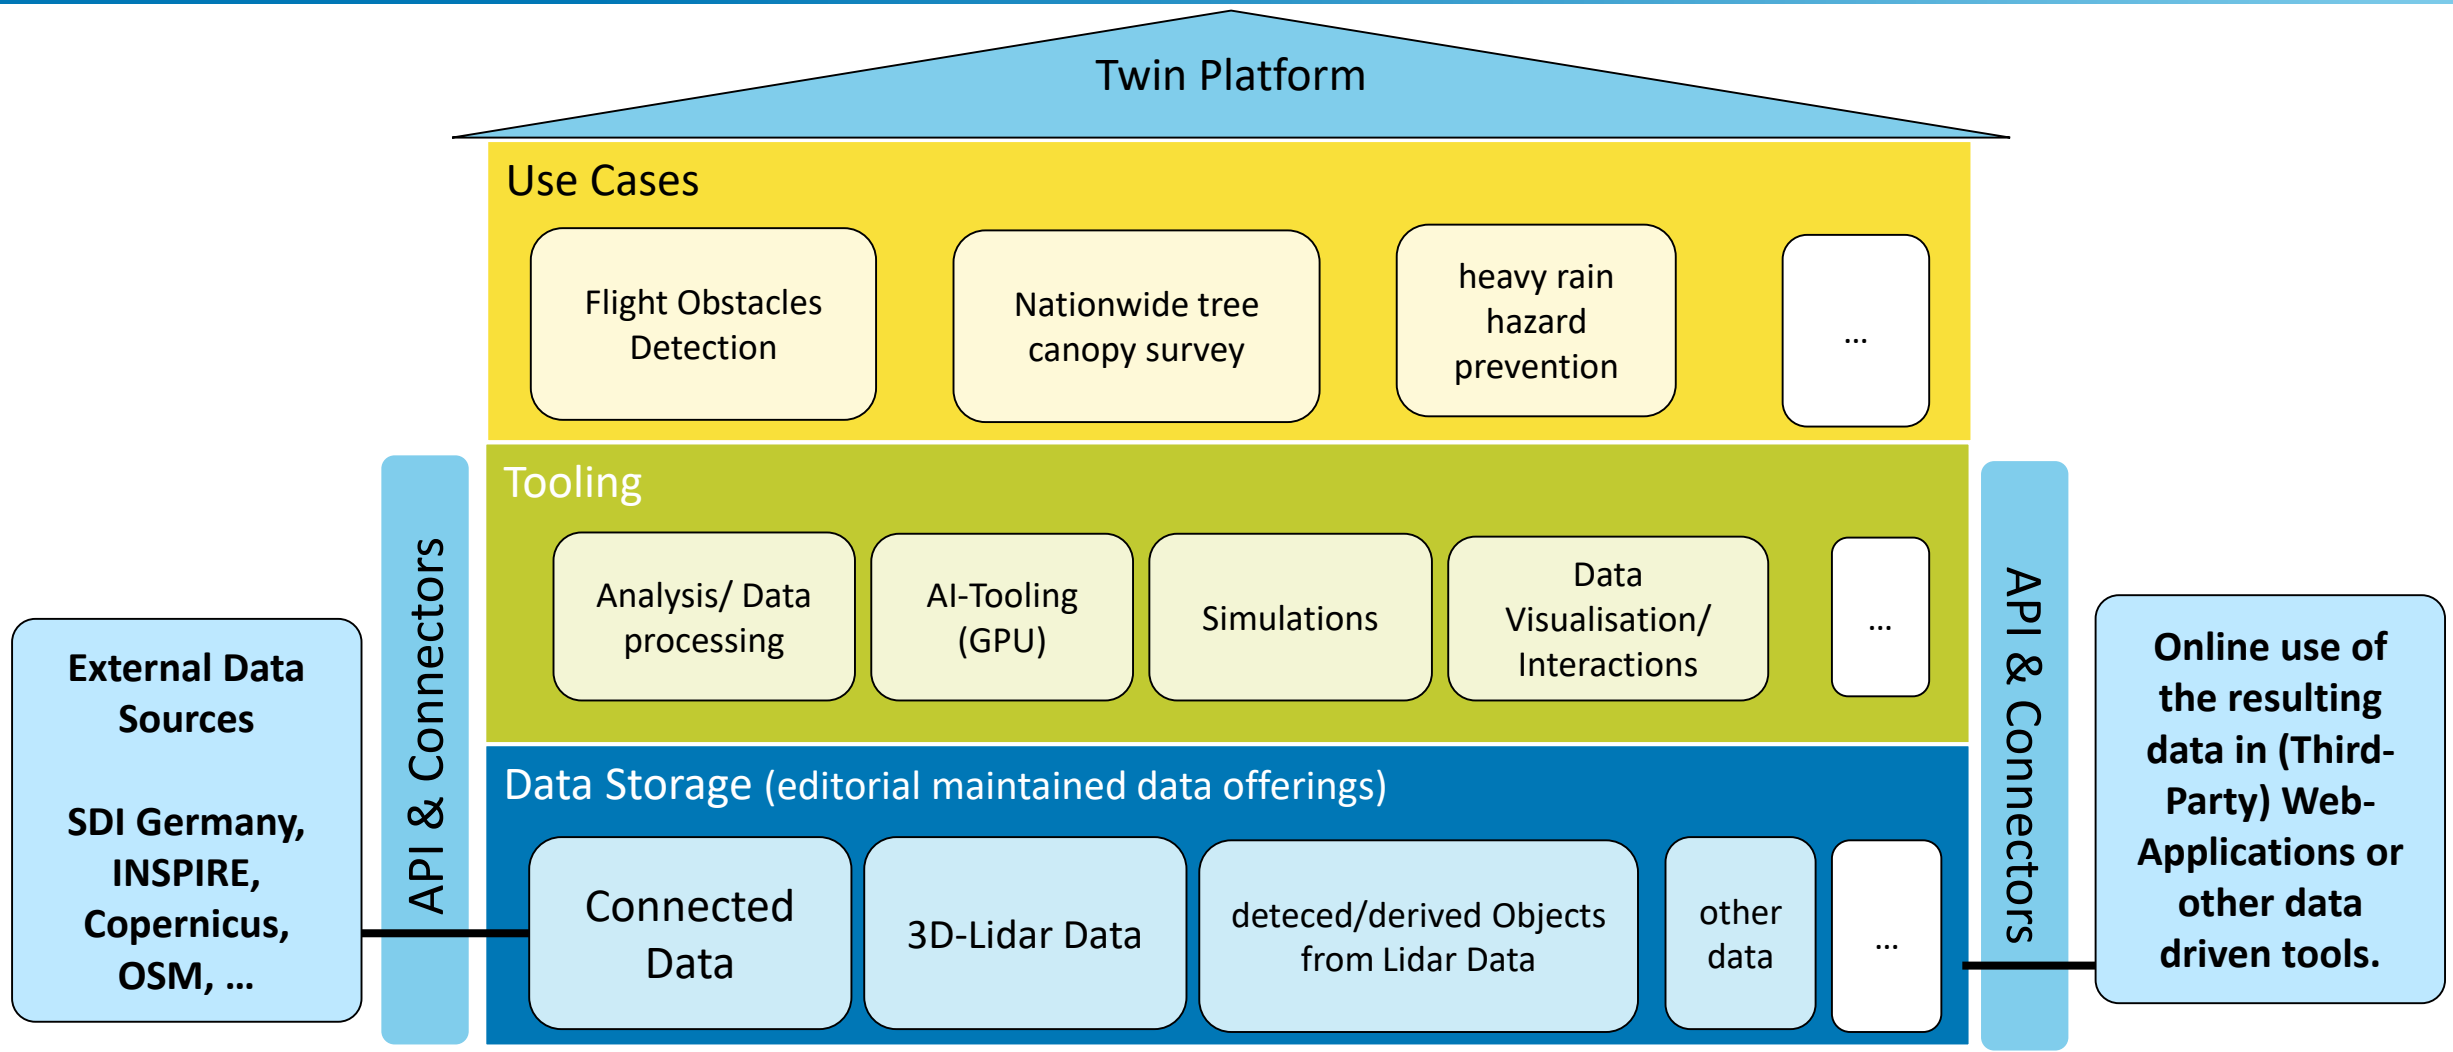 Twin Platform
Use Cases
Flight Obstacles
Detection
Nationwide tree
canopy survey
heavy rain
hazard
prevention
...
Tooling
Analysis/ Data
processing
AI-Tooling
(GPU)
Simulations
Data
Visualisation/
Interactions
...
Data Storage (editorial maintained data offerings)
Connected
Data
3D-Lidar Data
deteced/derived Objects
from Lidar Data
other
data
...
API & Connectors
External Data
Sources
SDI Germany,
INSPIRE,
Copernicus,
OSM, ...
API & Connectors
Online use of
the resulting
data in (Third-
Party) Web-
Applications or
other data
driven tools.